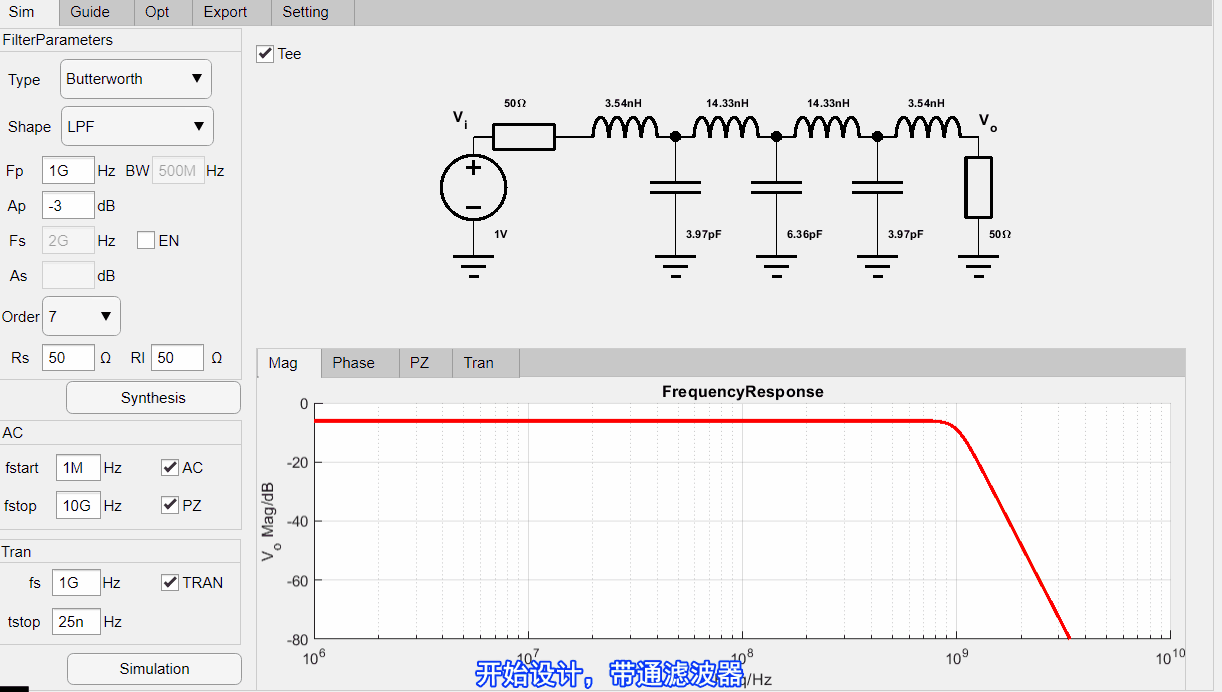 Sim Guide Opt Export Setting
FilterParameters
Type Butterworth
Shape LPF
Fp 1G Hz BW 500M Hz
Ap -3 dB
Fs 2G Hz EN
As dB
Order 7
Rs 50 Ω Rl 50 Ω
Synthesis
AC
fstart 1M Hz AC
fstop 10G Hz PZ
Tran
fs 1G Hz TRAN
tstop 25n Hz
Simulation
Tee
50Ω 3.54nH 14.33nH 14.33nH 3.54nH
Vi Vo
+
−
1V 3.97pF 6.36pF 3.97pF 50Ω
Mag Phase PZ Tran
FrequencyResponse
Vo Mag/dB
0
-20
-40
-60
-80
10^6 10^7 10^8 10^9 10^10
开始设计，带通滤波器
/Hz